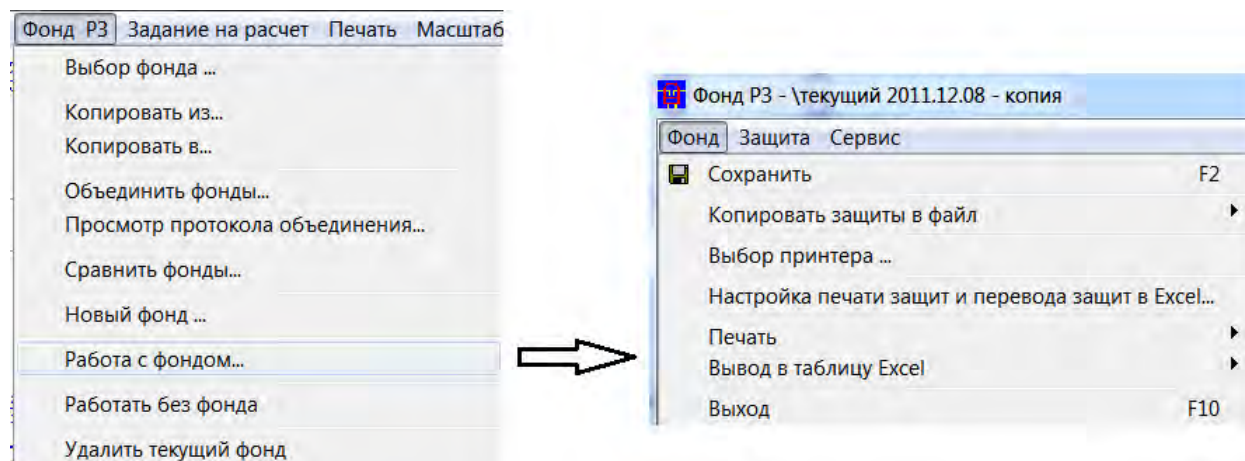 Фонд РЗ Задание на расчет Печать Масштаб
Выбор фонда ...
Копировать из...
Копировать в...
Объединить фонды...
Просмотр протокола объединения...
Сравнить фонды...
Новый фонд ...
Работа с фондом...
Работать без фонда
Удалить текущий фонд
Фонд РЗ - \текущий 2011.12.08 - копия
Фонд Защита Сервис
Сохранить F2
Копировать защиты в файл
Выбор принтера ...
Настройка печати защит и перевода защит в Excel...
Печать
Вывод в таблицу Excel
Выход F10